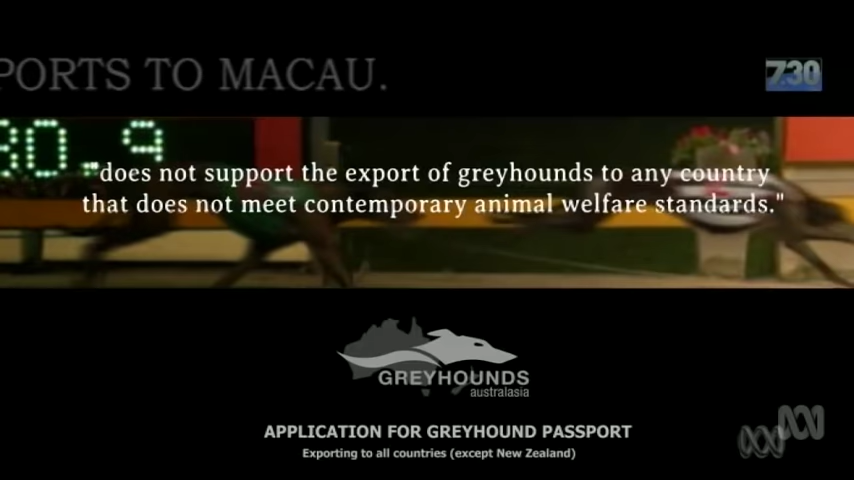 PORTS TO MACAU.
7.30
30.9
"does not support the export of greyhounds to any country
that does not meet contemporary animal welfare standards."
GREYHOUNDS
australasia
APPLICATION FOR GREYHOUND PASSPORT
Exporting to all countries (except New Zealand)